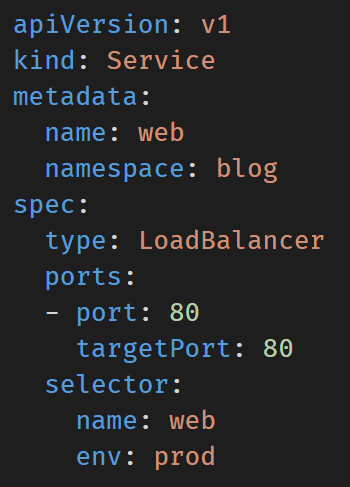 apiVersion: v1
kind: Service
metadata:
  name: web
  namespace: blog
spec:
  type: LoadBalancer
  ports:
  - port: 80
    targetPort: 80
  selector:
    name: web
    env: prod